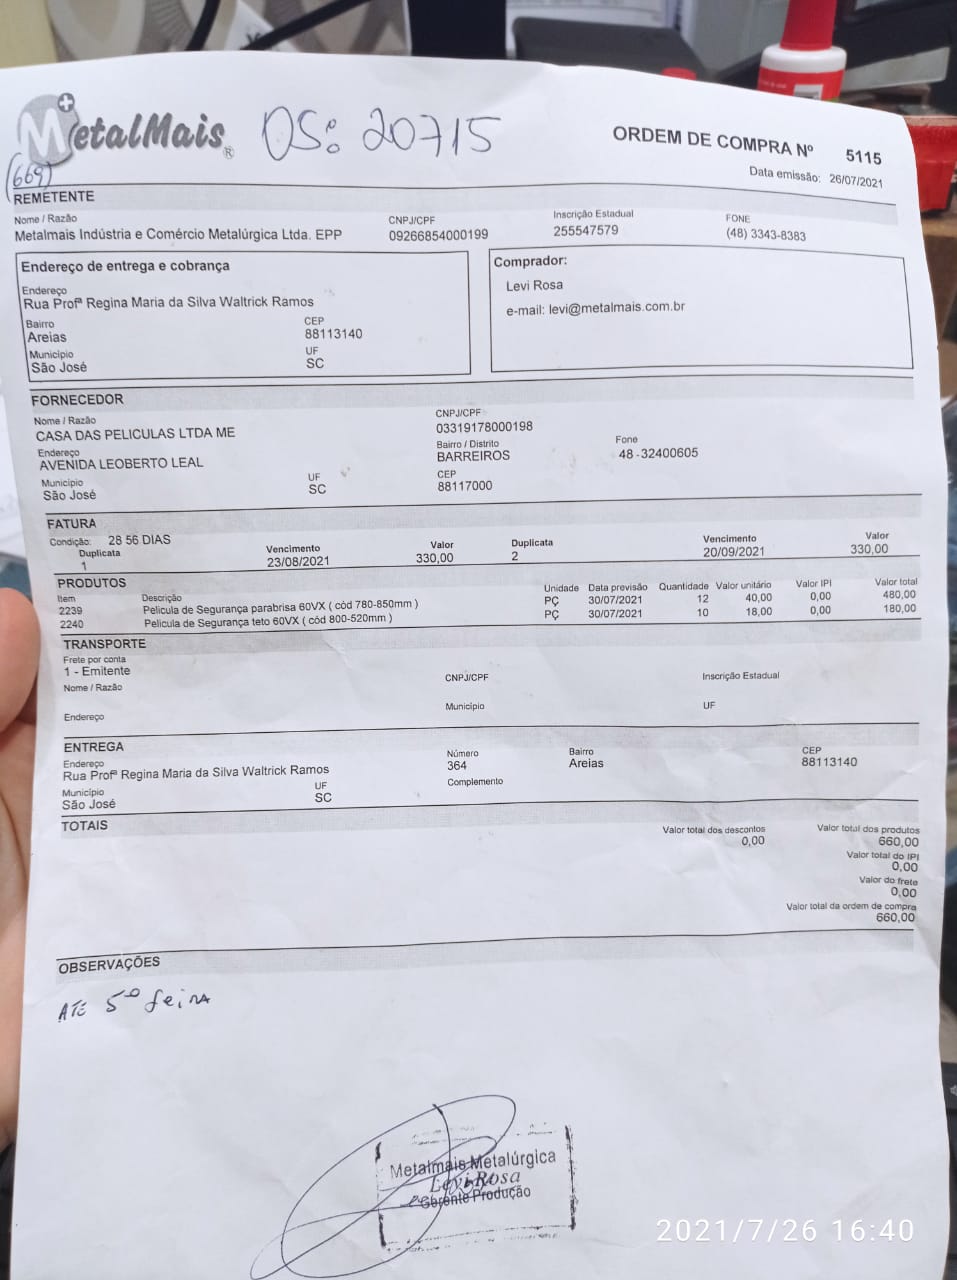 MetalMais® OS: 20715 ORDEM DE COMPRA Nº 5115
(669) Data emissão: 26/07/2021
REMETENTE
Nome / Razão CNPJ/CPF Inscrição Estadual FONE
Metalmais Indústria e Comércio Metalúrgica Ltda. EPP 09266854000199 255547579 (48) 3343-8383
Endereço de entrega e cobrança
Endereço
Rua Profª Regina Maria da Silva Waltrick Ramos
Bairro CEP
Areias 88113140
Município UF
São José SC
Comprador:
Levi Rosa
e-mail: levi@metalmais.com.br
FORNECEDOR
Nome / Razão CNPJ/CPF
CASA DAS PELICULAS LTDA ME 03319178000198
Endereço Bairro / Distrito Fone
AVENIDA LEOBERTO LEAL BARREIROS 48 -32400605
Município UF CEP
São José SC 88117000
FATURA
Condição: 28 56 DIAS
Duplicata Vencimento Valor Duplicata Vencimento Valor
1 23/08/2021 330,00 2 20/09/2021 330,00
PRODUTOS
Item Descrição Unidade Data previsão Quantidade Valor unitário Valor IPI Valor total
2239 Pelicula de Segurança parabrisa 60VX ( cód 780-850mm ) PÇ 30/07/2021 12 40,00 0,00 480,00
2240 Pelicula de Segurança teto 60VX ( cód 800-520mm ) PÇ 30/07/2021 10 18,00 0,00 180,00
TRANSPORTE
Frete por conta
1 - Emitente
Nome / Razão CNPJ/CPF Inscrição Estadual
Endereço Município UF
ENTREGA
Endereço Número Bairro CEP
Rua Profª Regina Maria da Silva Waltrick Ramos 364 Areias 88113140
Município UF Complemento
São José SC
TOTAIS
Valor total dos descontos Valor total dos produtos
0,00 660,00
Valor total do IPI
0,00
Valor do frete
0,00
Valor total da ordem de compra
660,00
OBSERVAÇÕES
ATÉ 5º feiRA
Metalmais Metalúrgica
Levi Rosa
Gerente Produção
2021/7/26 16:40